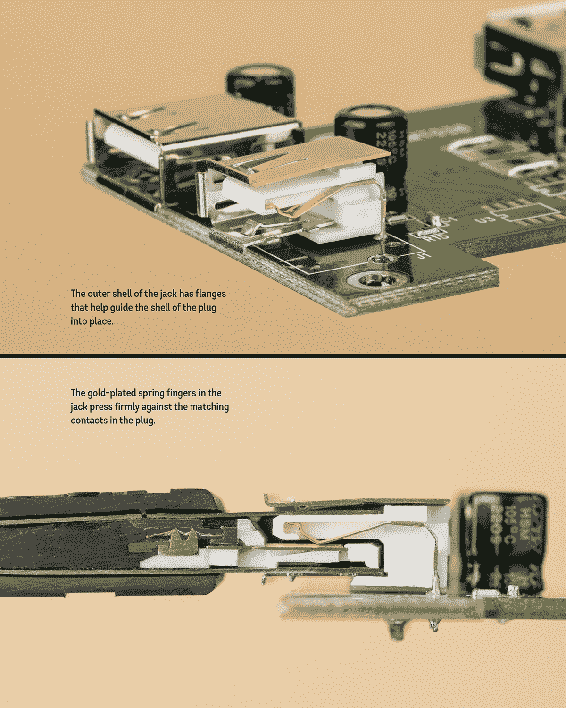 The outer shell of the jack has flanges
that help guide the shell of the plug
into place.
The gold-plated spring fingers in the
jack press firmly against the matching
contacts in the plug.